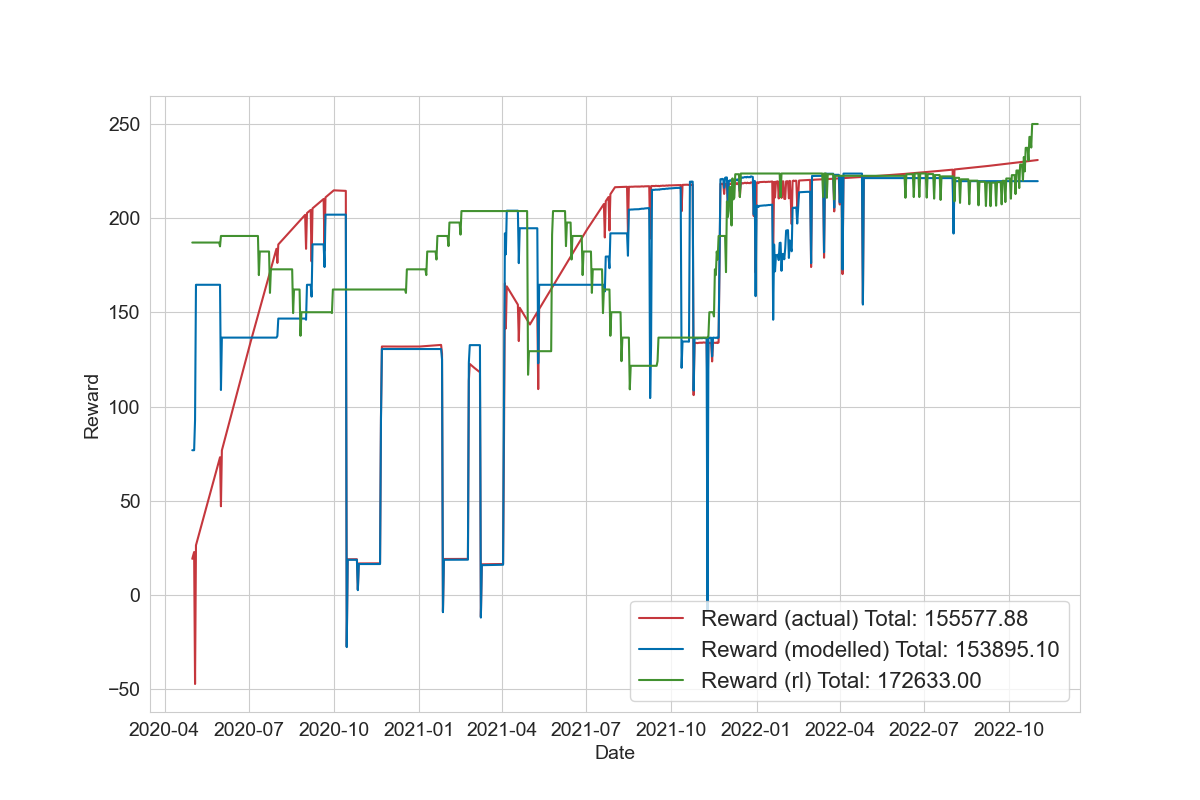 250
200
150
100
50
0
−50
Reward
Reward (actual) Total: 155577.88
Reward (modelled) Total: 153895.10
Reward (rl) Total: 172633.00
2020-04 2020-07 2020-10 2021-01 2021-04 2021-07 2021-10 2022-01 2022-04 2022-07 2022-10
Date